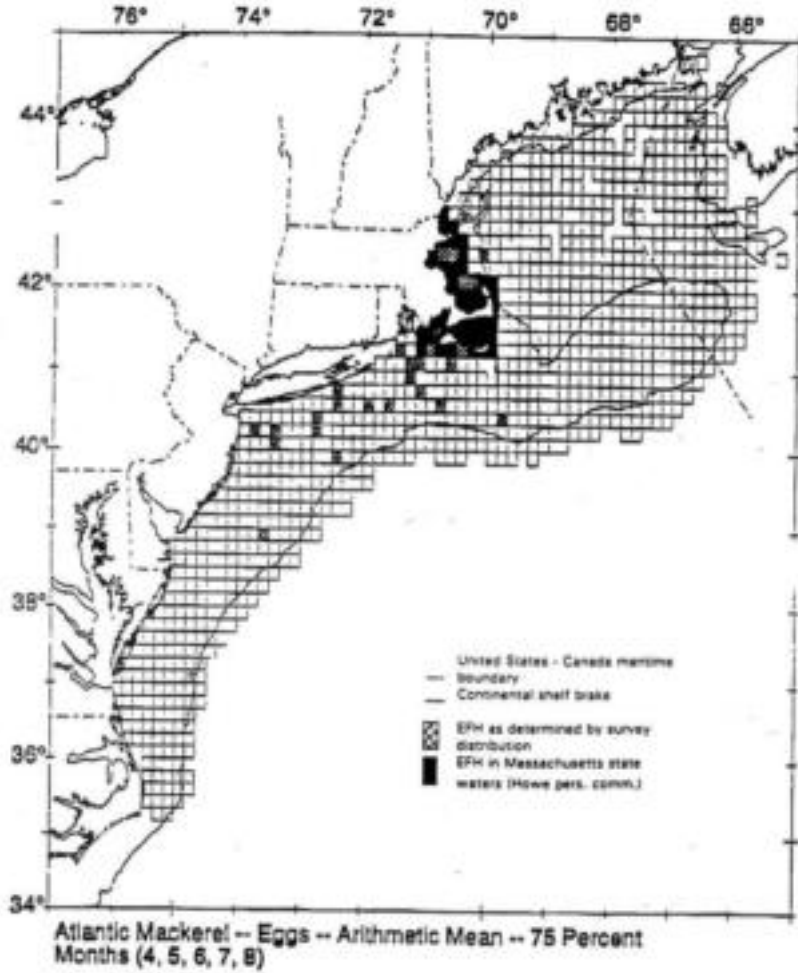 76° 74° 72° 70° 68° 68°
44°
42°
40°
38°
36°
34°
United States - Canada maritime
boundary
Continental shelf brake
EFH as determined by survey
distribution
EFH in Massachusetts state
waters (Howe pers. comm.)
Atlantic Mackerel -- Eggs -- Arithmetic Mean -- 75 Percent
Months (4, 5, 6, 7, 8)